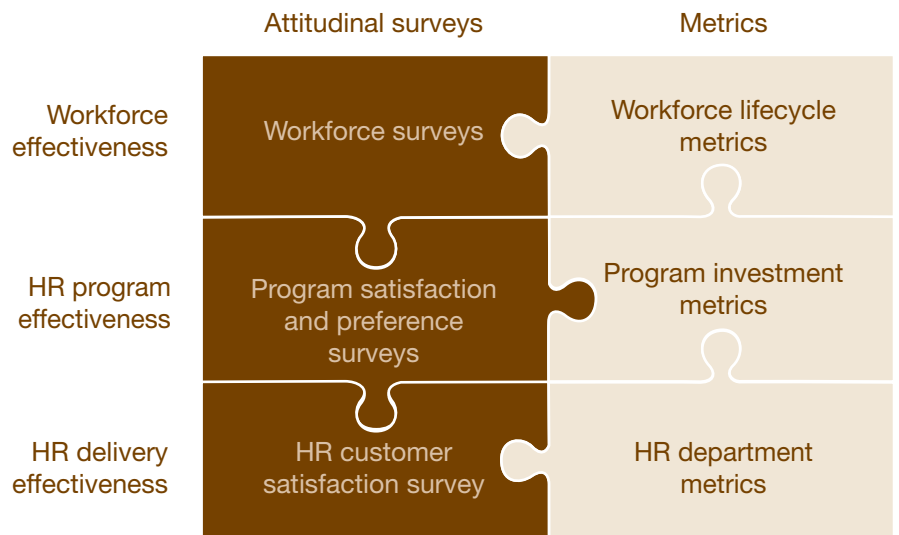 Attitudinal surveys
Metrics
Workforce
effectiveness
Workforce surveys
Workforce lifecycle
metrics
HR program
effectiveness
Program satisfaction
and preference
surveys
Program investment
metrics
HR delivery
effectiveness
HR customer
satisfaction survey
HR department
metrics